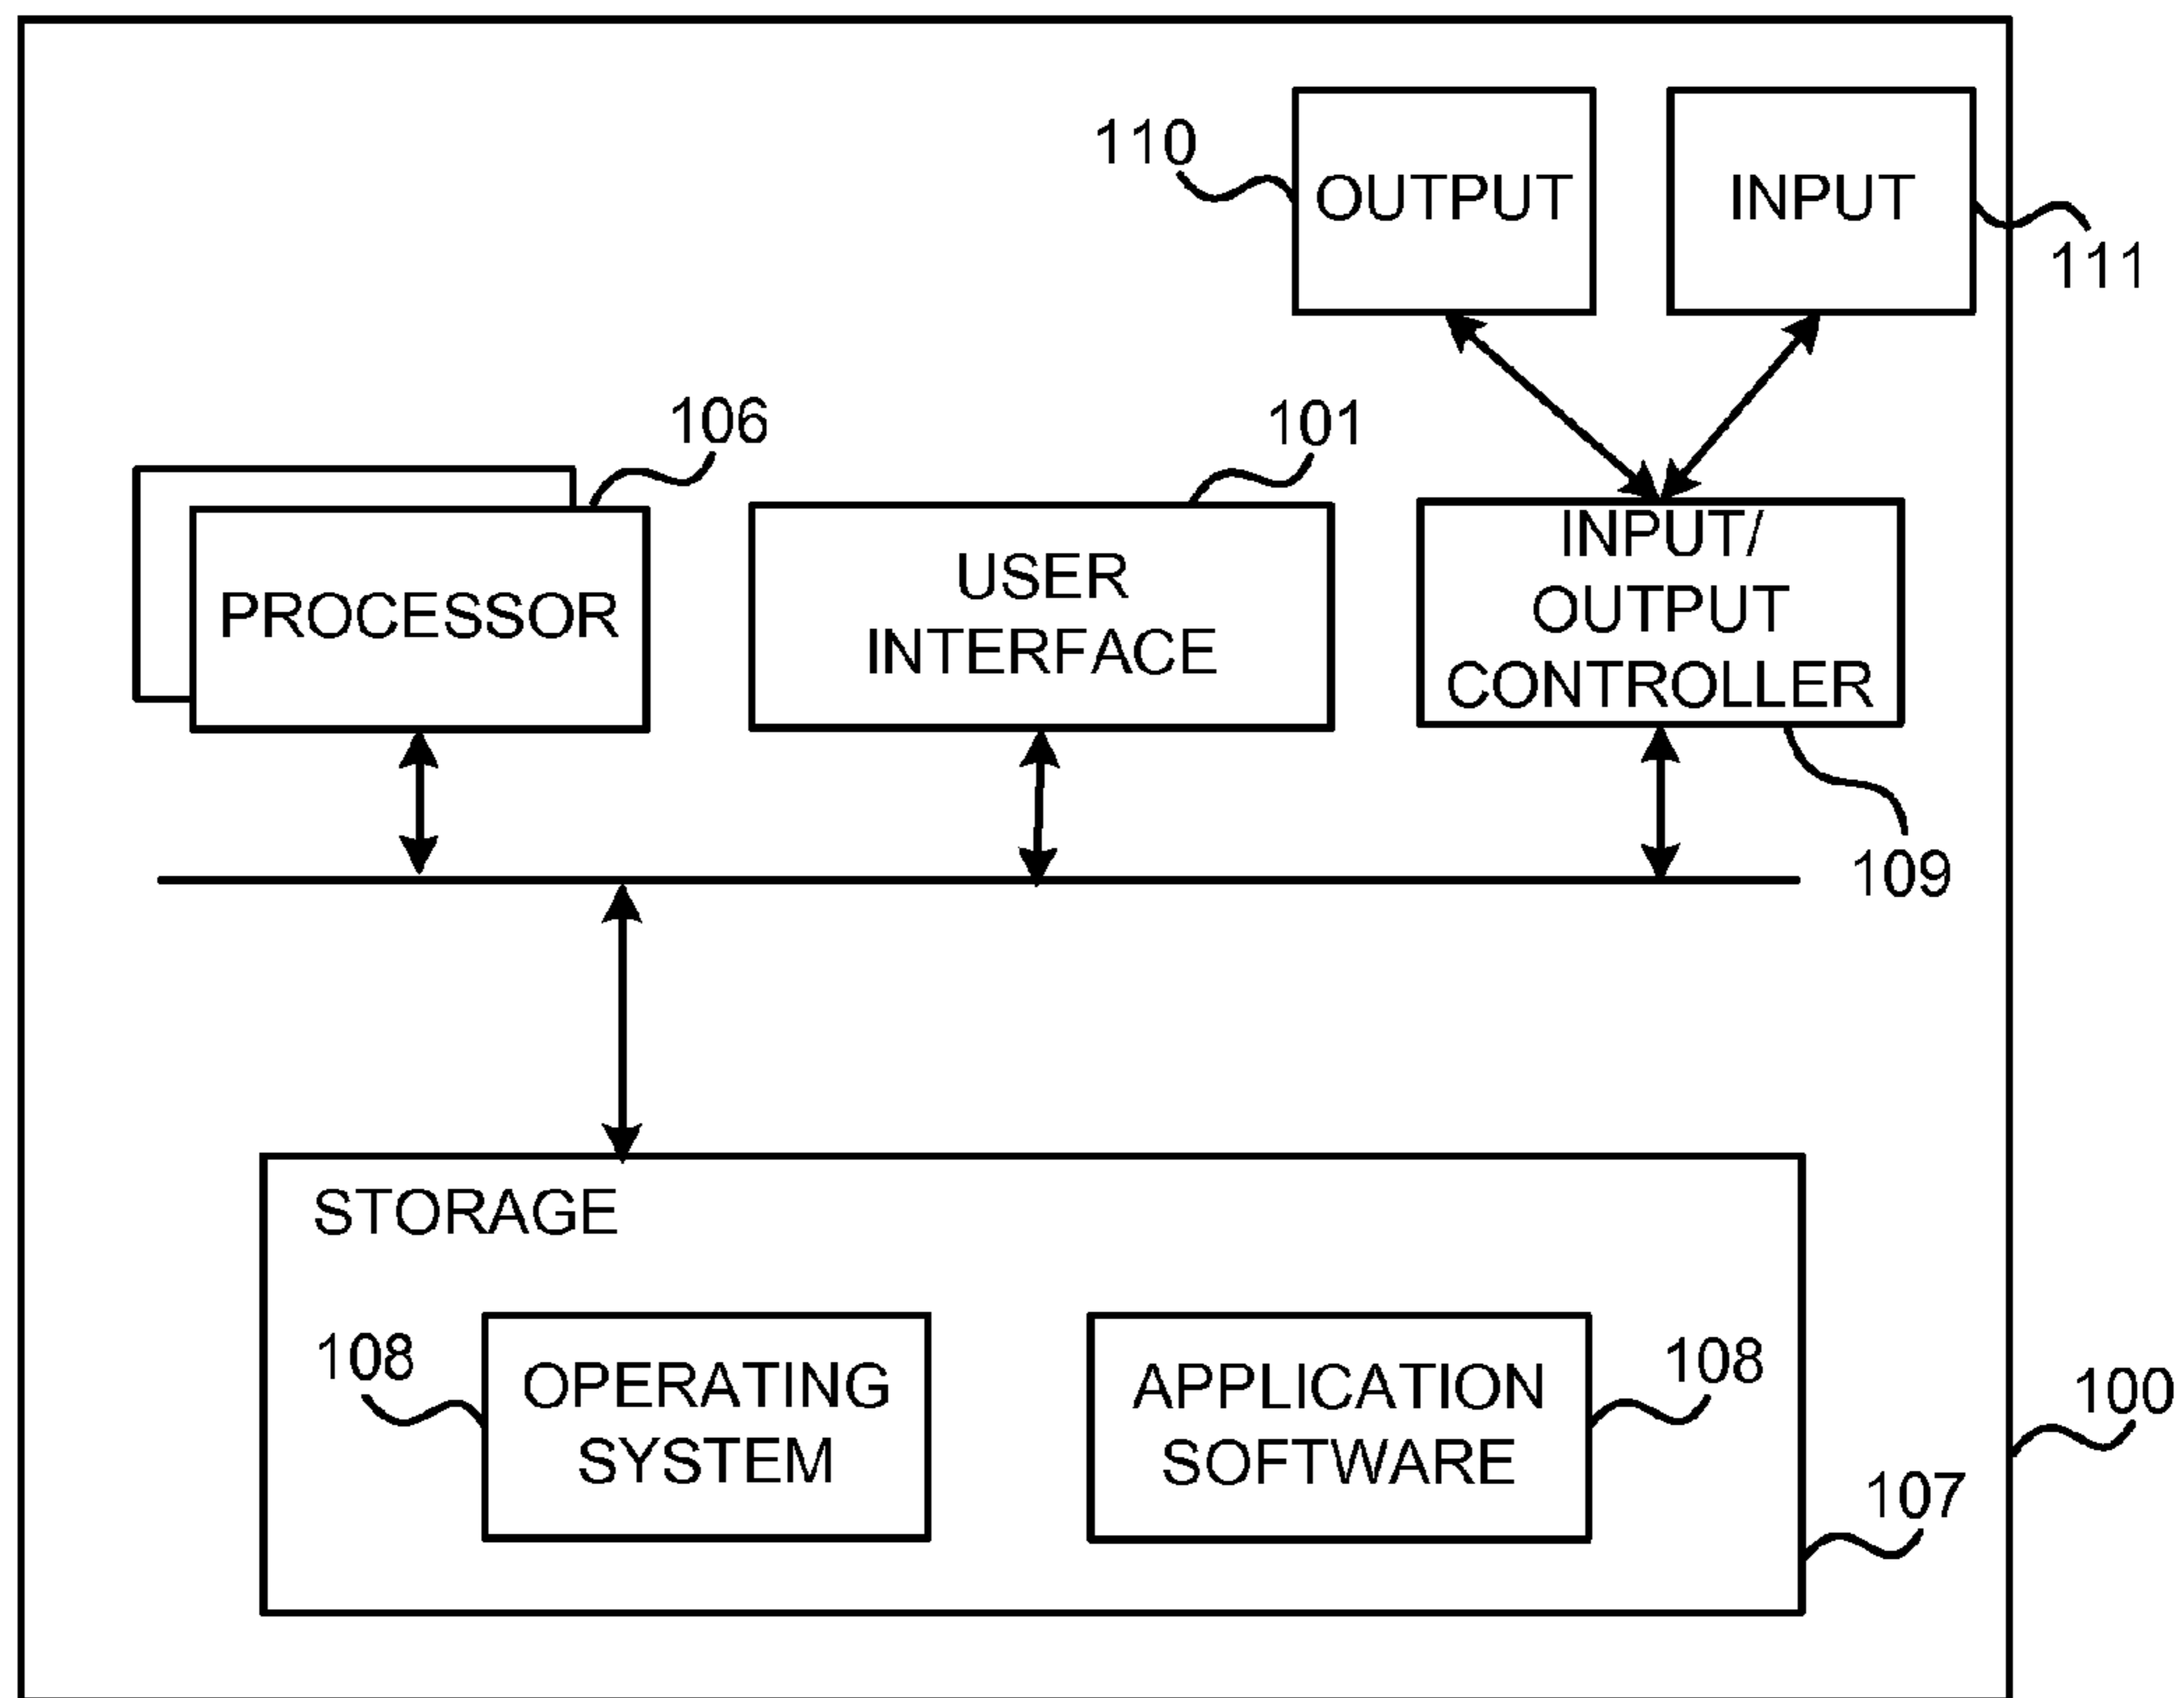 110
OUTPUT
INPUT
111
106
101
PROCESSOR
USER
INTERFACE
INPUT/
OUTPUT
CONTROLLER
109
STORAGE
108
OPERATING
SYSTEM
APPLICATION
SOFTWARE
108
100
107